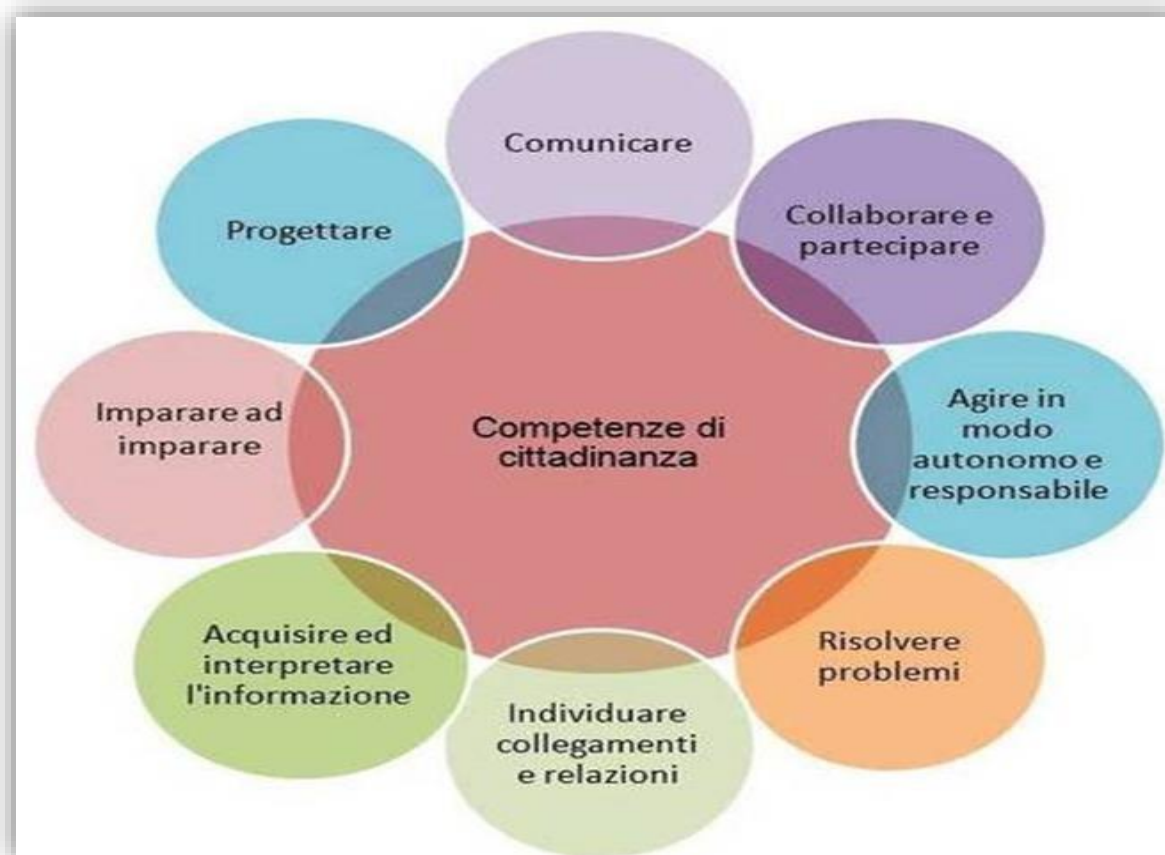 Comunicare
Collaborare e
partecipare
Agire in
modo
autonomo e
responsabile
Risolvere
problemi
Individuare
collegamenti
e relazioni
Acquisire ed
interpretare
l'informazione
Imparare ad
imparare
Progettare
Competenze di
cittadinanza